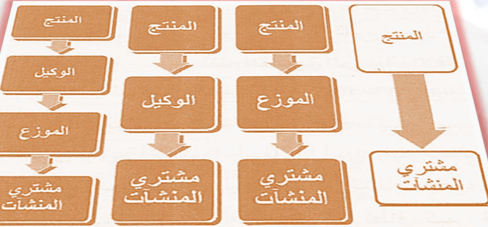 المنتج
مشتري
المنشآت
المنتج
الموزع
مشتري
المنشآت
المنتج
الوكيل
مشتري
المنشآت
المنتج
الوكيل
الموزع
مشتري
المنشآت